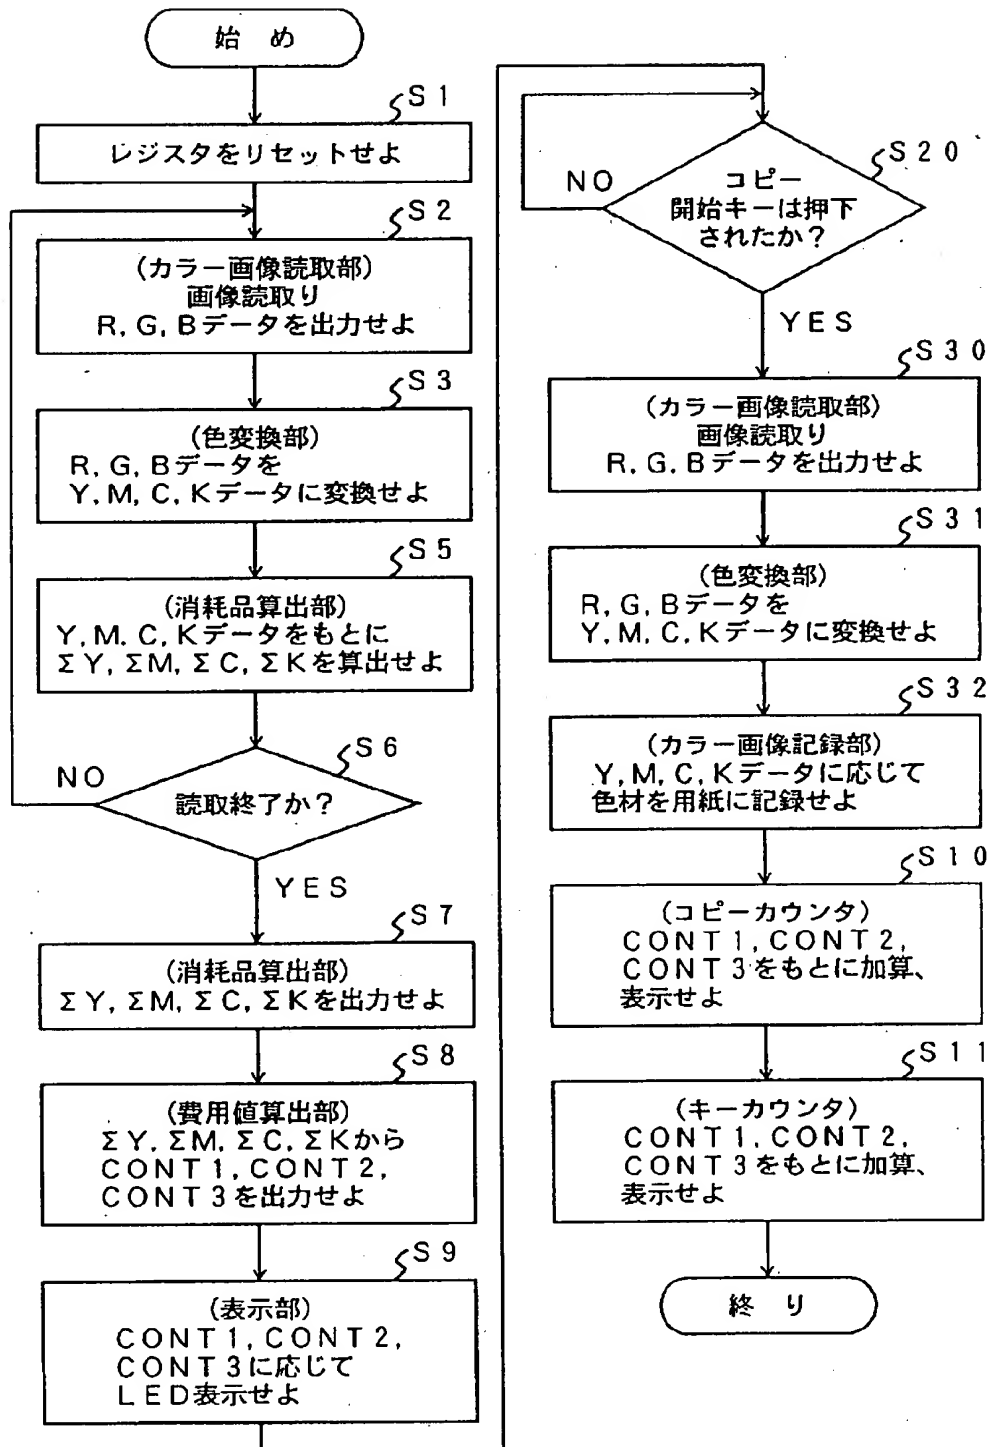 始 め
S1
レジスタをリセットせよ
S2
(カラー画像読取部)
画像読取り
R, G, Bデータを出力せよ
S3
(色変換部)
R, G, Bデータを
Y, M, C, Kデータに変換せよ
S5
(消耗品算出部)
Y, M, C, Kデータをもとに
ΣY, ΣM, ΣC, ΣKを算出せよ
S6
NO
読取終了か?
YES
S7
(消耗品算出部)
ΣY, ΣM, ΣC, ΣKを出力せよ
S8
(費用値算出部)
ΣY, ΣM, ΣC, ΣKから
CONT1, CONT2,
CONT3を出力せよ
S9
(表示部)
CONT1, CONT2,
CONT3に応じて
LED表示せよ
S20
NO
コピー
開始キーは押下
されたか?
YES
S30
(カラー画像読取部)
画像読取り
R, G, Bデータを出力せよ
S31
(色変換部)
R, G, Bデータを
Y, M, C, Kデータに変換せよ
S32
(カラー画像記録部)
Y, M, C, Kデータに応じて
色材を用紙に記録せよ
S10
(コピーカウンタ)
CONT1, CONT2,
CONT3をもとに加算、
表示せよ
S11
(キーカウンタ)
CONT1, CONT2,
CONT3をもとに加算、
表示せよ
終 り